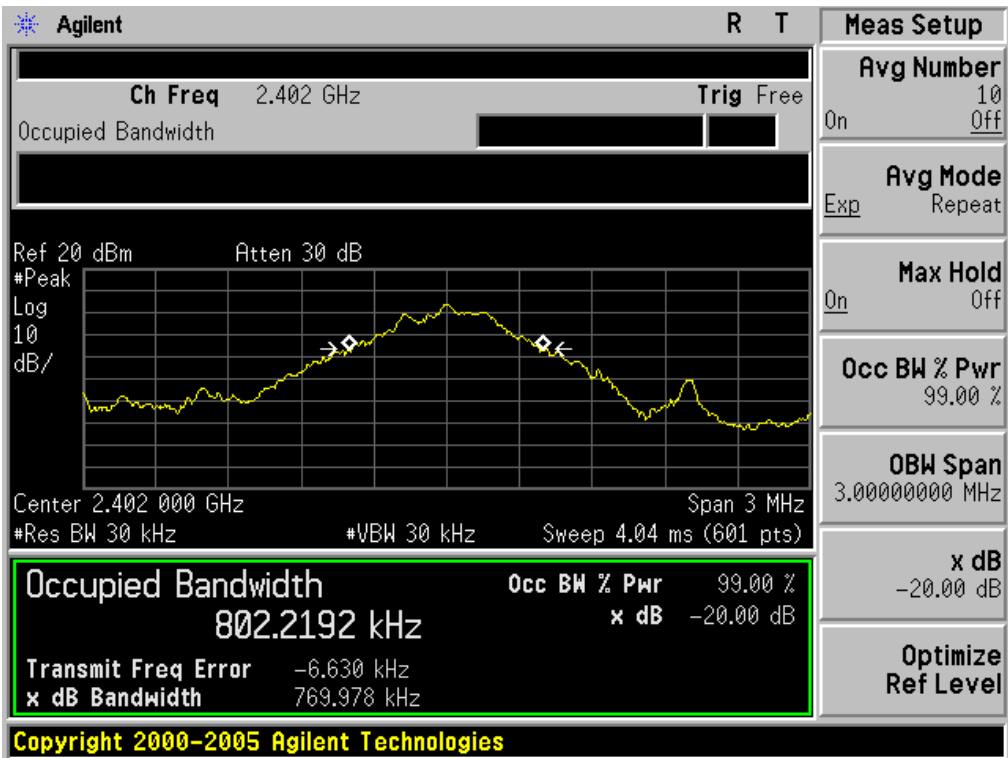 Agilent R T
Ch Freq 2.402 GHz Trig Free
Occupied Bandwidth
Ref 20 dBm Atten 30 dB
#Peak
Log
10
dB/
Center 2.402 000 GHz Span 3 MHz
#Res BW 30 kHz #VBW 30 kHz Sweep 4.04 ms (601 pts)
Occupied Bandwidth Occ BW % Pwr 99.00 %
802.2192 kHz x dB -20.00 dB
Transmit Freq Error -6.630 kHz
x dB Bandwidth 769.978 kHz
Copyright 2000-2005 Agilent Technologies
Meas Setup
Avg Number
10
On Off
Avg Mode
Exp Repeat
Max Hold
On Off
Occ BW % Pwr
99.00 %
OBW Span
3.00000000 MHz
x dB
-20.00 dB
Optimize
Ref Level